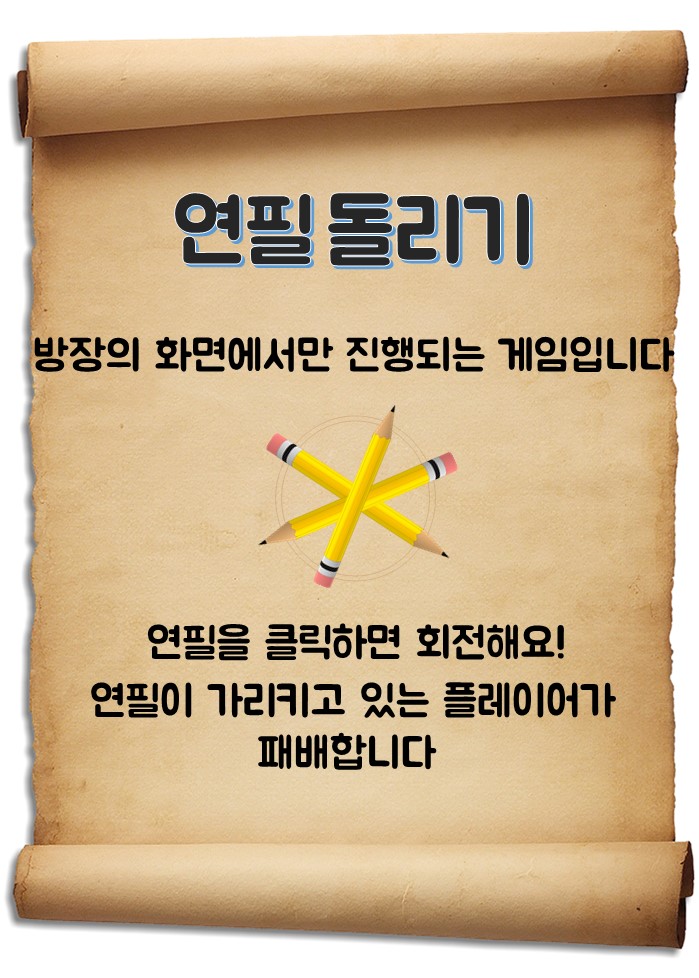 연필 돌리기
방장의 화면에서만 진행되는 게임입니다
연필을 클릭하면 회전해요!
연필이 가리키고 있는 플레이어가
패배합니다